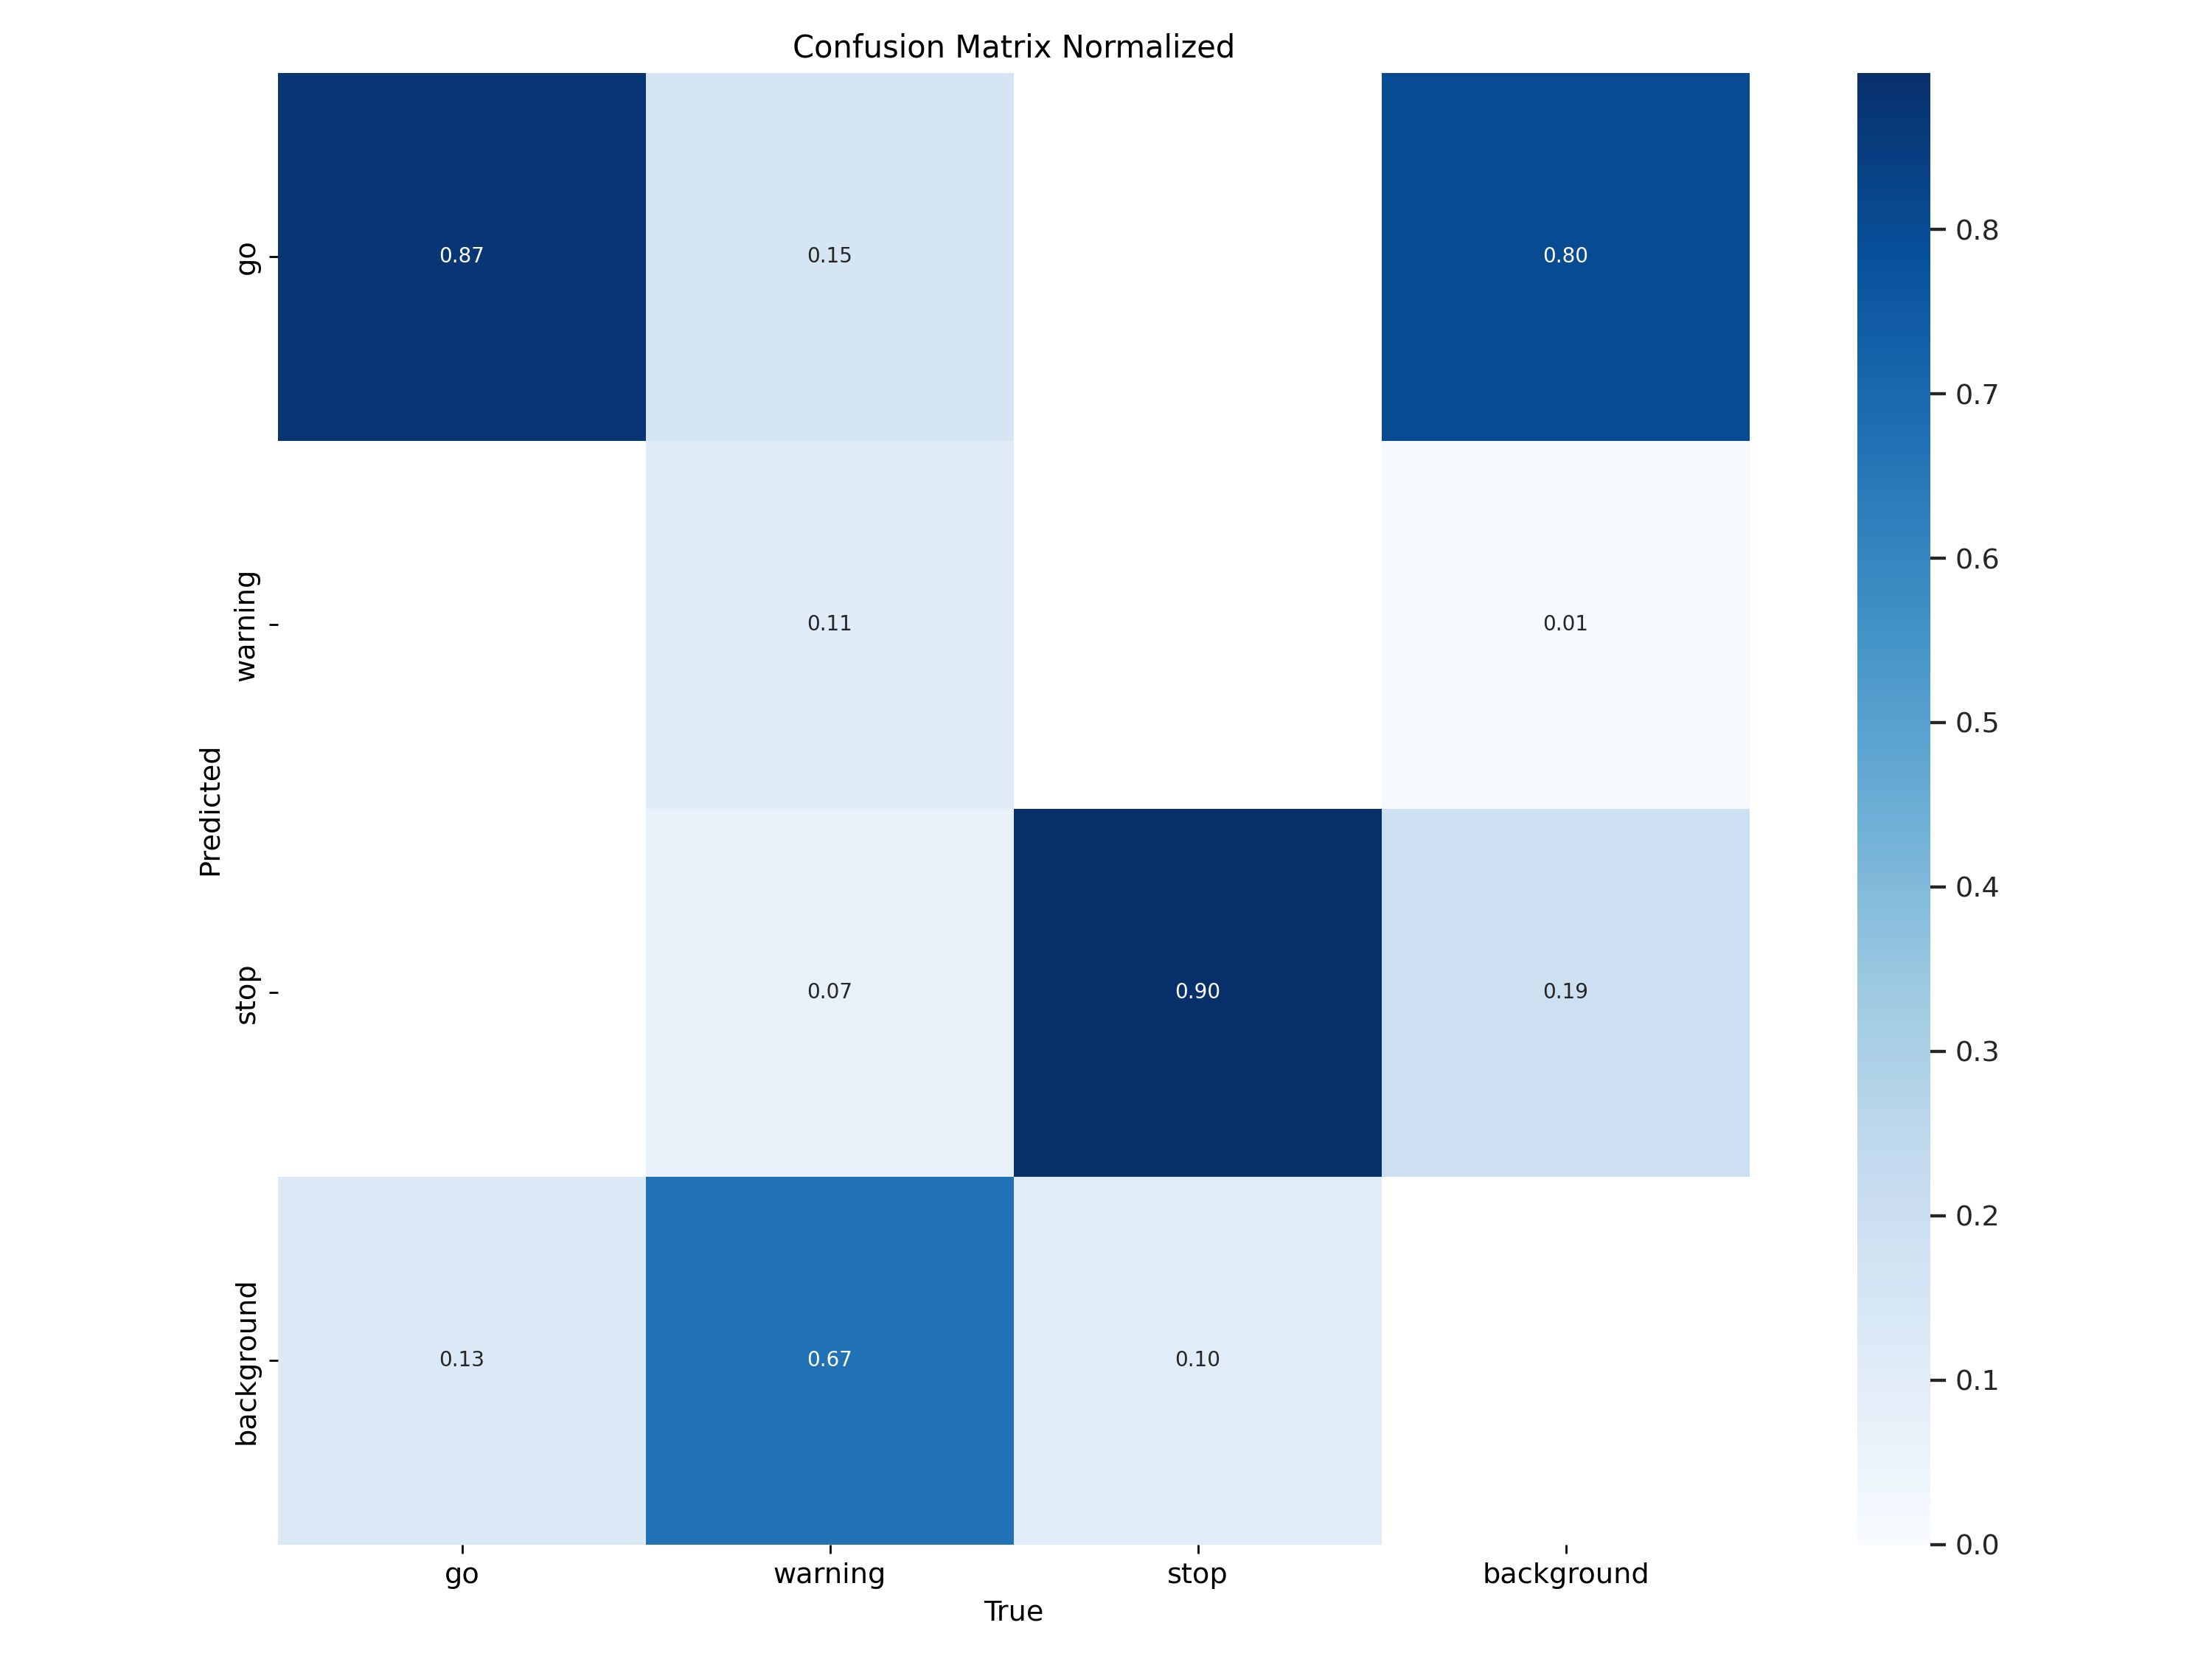 Confusion Matrix Normalized
go
0.87
0.15
0.80
0.8
0.7
warning
0.11
0.01
0.6
0.5
Predicted
stop
0.07
0.90
0.19
0.4
0.3
0.2
background
0.13
0.67
0.10
0.1
0.0
go
warning
stop
background
True